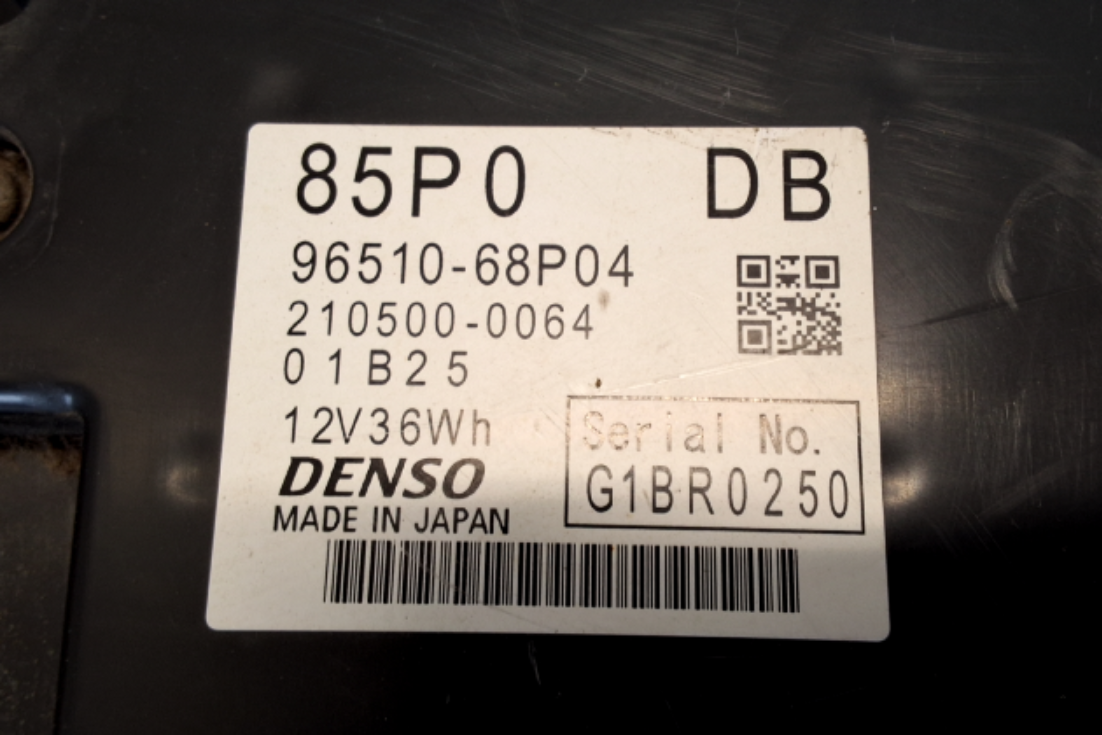 85P0 DB
96510-68P04
210500-0064
01B25
12V36Wh
DENSO
MADE IN JAPAN
Serial No.
G1BR0250